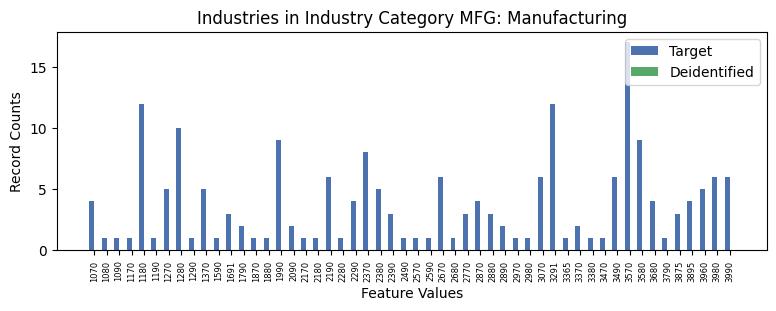 Industries in Industry Category MFG: Manufacturing
Target
Deidentified
Record Counts
15
10
5
0
1070 1080 1090 1170 1180 1190 1270 1280 1290 1370 1590 1691 1790 1870 1880 1990 2090 2170 2180 2190 2280 2290 2370 2380 2390 2490 2570 2590 2670 2680 2770 2870 2880 2890 2970 2980 3070 3291 3365 3370 3380 3470 3490 3570 3580 3680 3790 3875 3895 3960 3980 3990
Feature Values